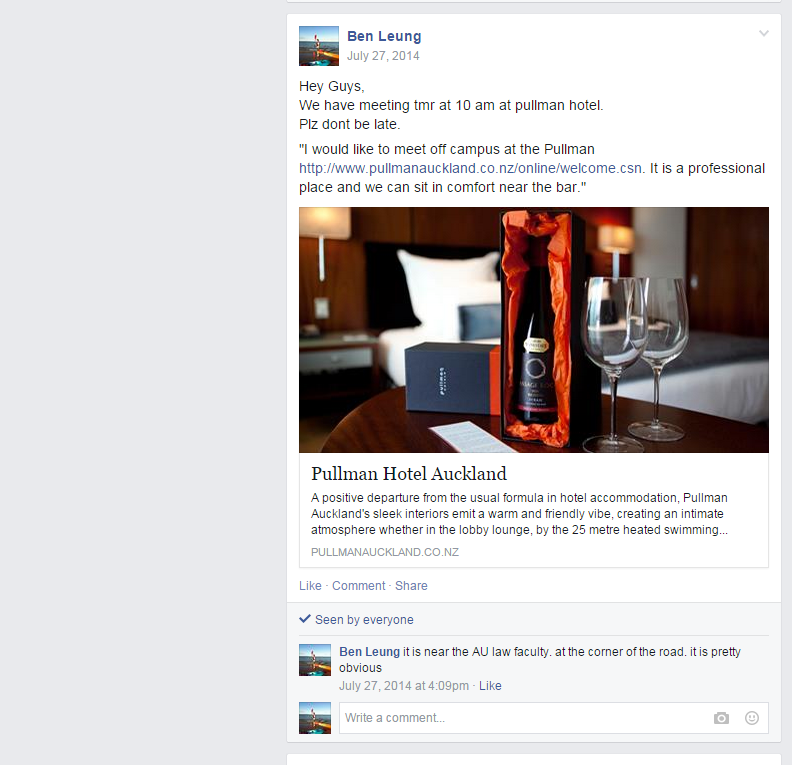 Ben Leung
July 27, 2014
Hey Guys,
We have meeting tmr at 10 am at pullman hotel.
Plz dont be late.
"I would like to meet off campus at the Pullman
http://www.pullmanauckland.co.nz/online/welcome.csn. It is a professional
place and we can sit in comfort near the bar."
pullman
Pullman Hotel Auckland
A positive departure from the usual formula in hotel accommodation, Pullman
Auckland's sleek interiors emit a warm and friendly vibe, creating an intimate
atmosphere whether in the lobby lounge, by the 25 metre heated swimming...
PULLMANAUCKLAND.CO.NZ
Like · Comment · Share
Seen by everyone
Ben Leung it is near the AU law faculty. at the corner of the road. it is pretty
obvious
July 27, 2014 at 4:09pm · Like
Write a comment...